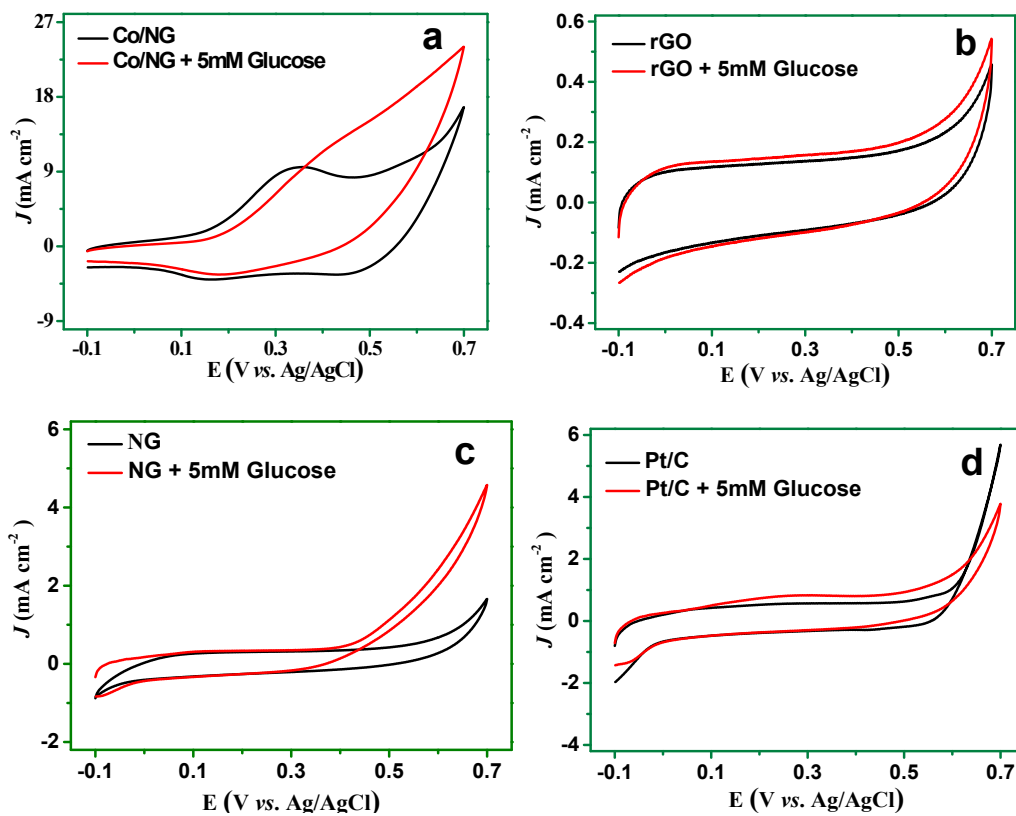 a
Co/NG
Co/NG + 5mM Glucose
27
18
9
0
-9
J (mA cm-2)
-0.1 0.1 0.3 0.5 0.7
E (V vs. Ag/AgCl)
b
rGO
rGO + 5mM Glucose
0.6
0.4
0.2
0.0
-0.2
-0.4
J (mA cm-2)
-0.1 0.1 0.3 0.5 0.7
E (V vs. Ag/AgCl)
c
NG
NG + 5mM Glucose
6
4
2
0
-2
J (mA cm-2)
-0.1 0.1 0.3 0.5 0.7
E (V vs. Ag/AgCl)
d
Pt/C
Pt/C + 5mM Glucose
6
4
2
0
-2
-4
J (mA cm-2)
-0.1 0.1 0.3 0.5 0.7
E (V vs. Ag/AgCl)